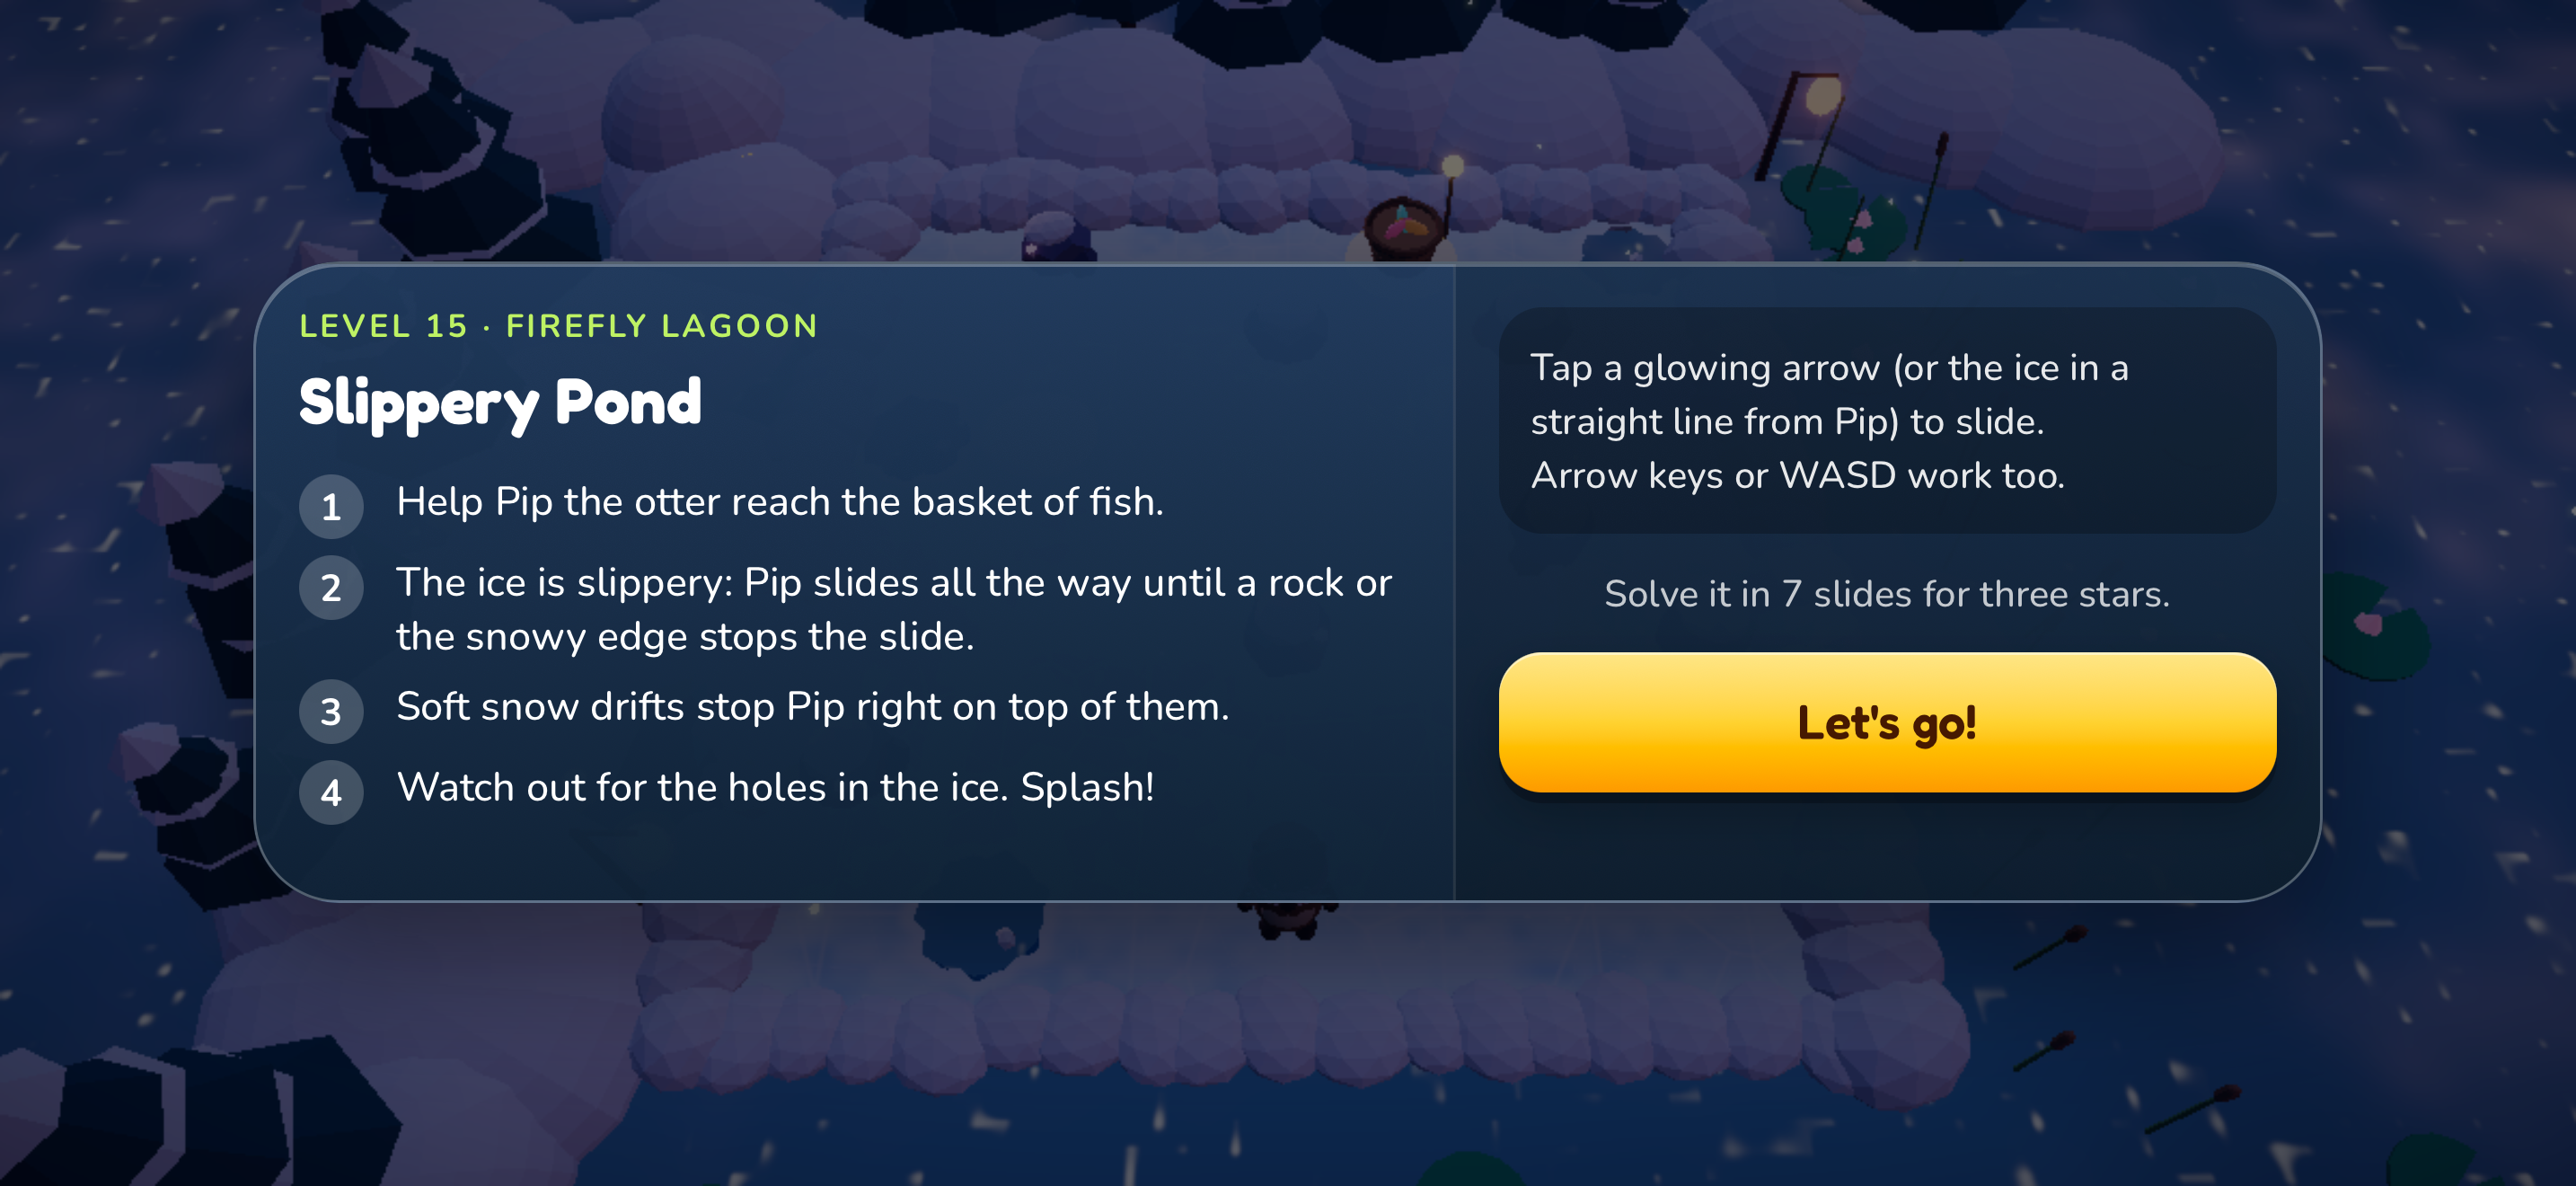 LEVEL 15 · FIREFLY LAGOON
Slippery Pond
1 Help Pip the otter reach the basket of fish.
2 The ice is slippery: Pip slides all the way until a rock or
the snowy edge stops the slide.
3 Soft snow drifts stop Pip right on top of them.
4 Watch out for the holes in the ice. Splash!
Tap a glowing arrow (or the ice in a
straight line from Pip) to slide.
Arrow keys or WASD work too.
Solve it in 7 slides for three stars.
Let's go!